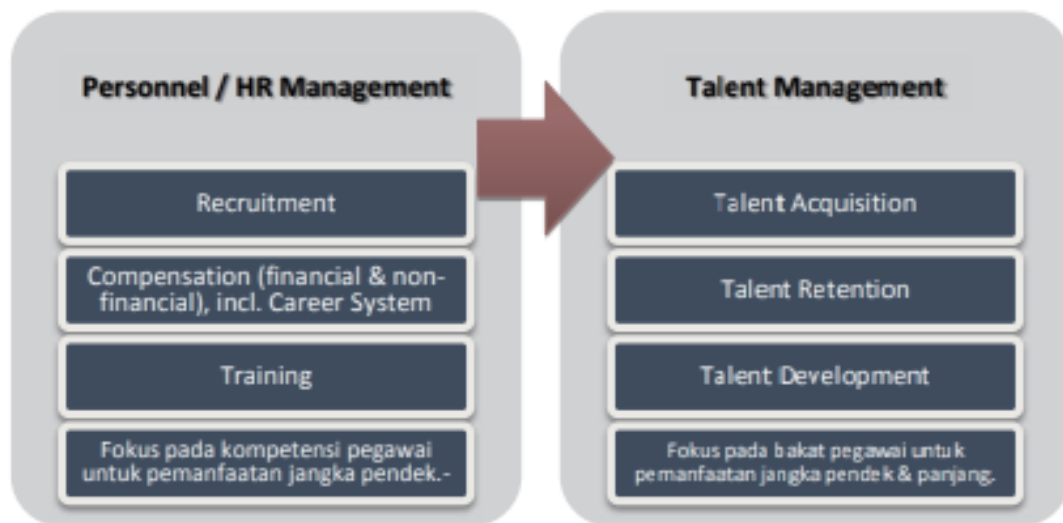 Personnel / HR Management
Recruitment
Compensation (financial & non-
financial), incl. Career System
Training
Fokus pada kompetensi pegawai
untuk pemanfaatan jangka pendek.-
Talent Management
Talent Acquisition
Talent Retention
Talent Development
Fokus pada bakat pegawai untuk
pemanfaatan jangka pendek & panjang.